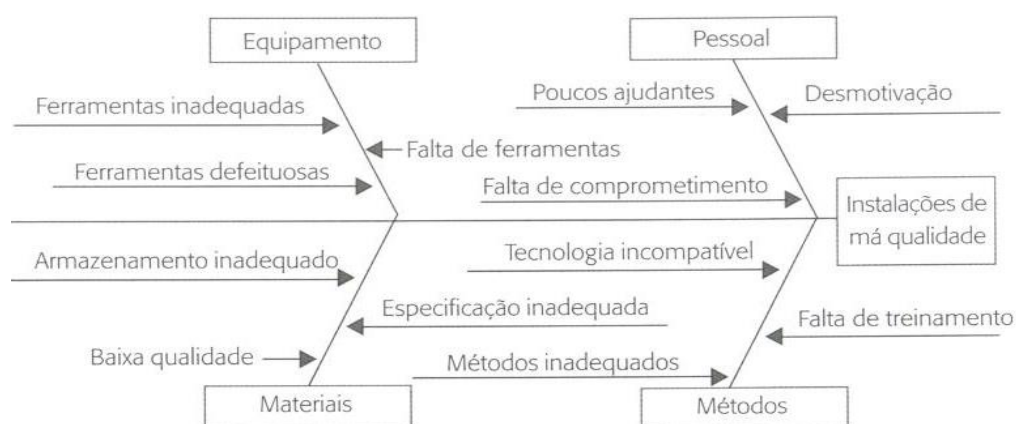 Equipamento
Pessoal
Ferramentas inadequadas
Poucos ajudantes
Desmotivação
Falta de ferramentas
Ferramentas defeituosas
Falta de comprometimento
Instalações de
má qualidade
Armazenamento inadequado
Tecnologia incompatível
Especificação inadequada
Falta de treinamento
Baixa qualidade
Métodos inadequados
Materiais
Métodos